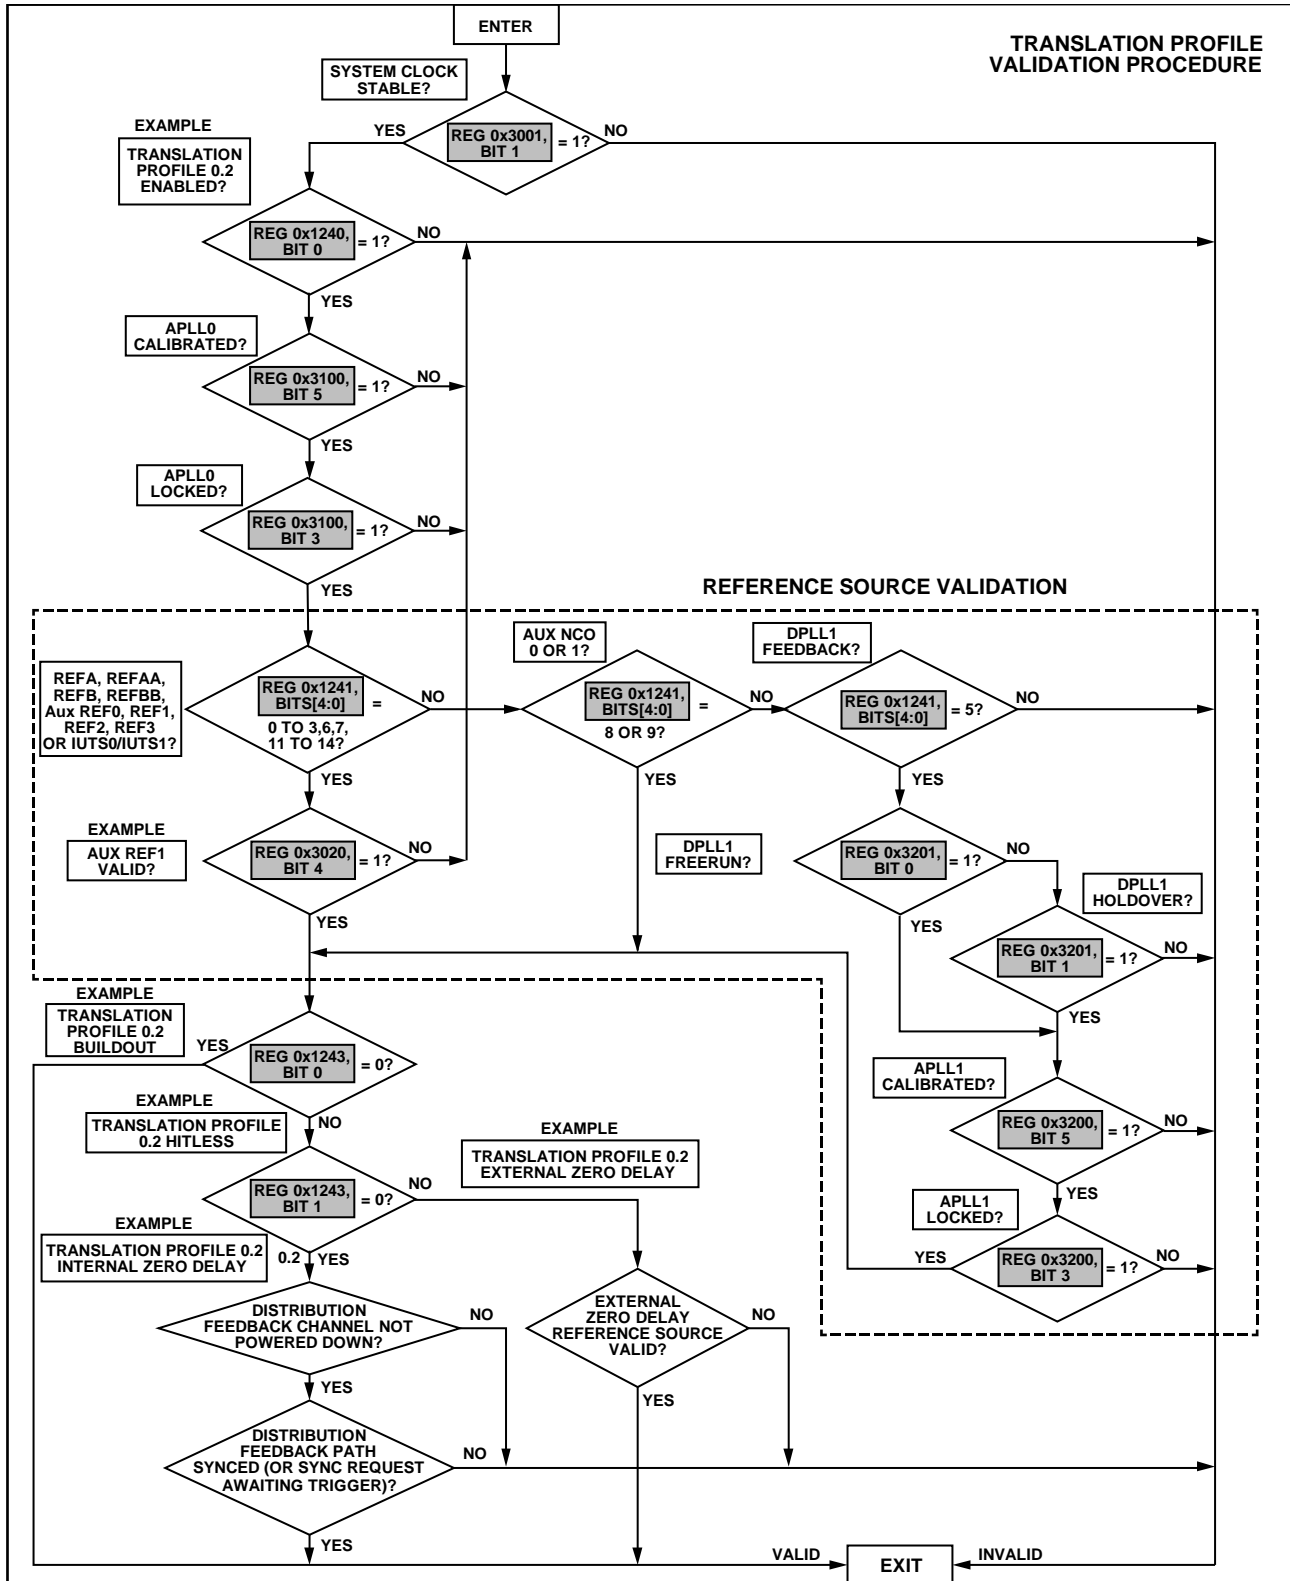 ENTER
TRANSLATION PROFILE
VALIDATION PROCEDURE
SYSTEM CLOCK
STABLE?
REG 0x3001,
BIT 1
= 1?
YES
NO
EXAMPLE
TRANSLATION
PROFILE 0.2
ENABLED?
REG 0x1240,
BIT 0
= 1?
NO
YES
APLL0
CALIBRATED?
REG 0x3100,
BIT 5
= 1?
NO
YES
APLL0
LOCKED?
REG 0x3100,
BIT 3
= 1?
NO
YES
REFERENCE SOURCE VALIDATION
REFA, REFAA,
REFB, REFBB,
Aux REF0, REF1,
REF2, REF3
OR IUTS0/IUTS1?
REG 0x1241,
BITS[4:0]
=
0 TO 3,6,7,
11 TO 14?
NO
YES
AUX NCO
0 OR 1?
REG 0x1241,
BITS[4:0]
=
8 OR 9?
NO
YES
DPLL1
FEEDBACK?
REG 0x1241,
BITS[4:0]
= 5?
NO
YES
EXAMPLE
AUX REF1
VALID?
REG 0x3020,
BIT 4
= 1?
NO
YES
DPLL1
FREERUN?
REG 0x3201,
BIT 0
= 1?
NO
YES
DPLL1
HOLDOVER?
REG 0x3201,
BIT 1
= 1?
NO
YES
EXAMPLE
TRANSLATION
PROFILE 0.2
BUILDOUT
YES
REG 0x1243,
BIT 0
= 0?
NO
APLL1
CALIBRATED?
REG 0x3200,
BIT 5
= 1?
NO
YES
EXAMPLE
TRANSLATION PROFILE
0.2 HITLESS
REG 0x1243,
BIT 1
= 0?
NO
EXAMPLE
TRANSLATION PROFILE 0.2
EXTERNAL ZERO DELAY
APLL1
LOCKED?
YES
REG 0x3200,
BIT 3
= 1?
NO
EXAMPLE
TRANSLATION PROFILE 0.2
INTERNAL ZERO DELAY
0.2
YES
DISTRIBUTION
FEEDBACK CHANNEL NOT
POWERED DOWN?
NO
YES
EXTERNAL
ZERO DELAY
REFERENCE SOURCE
VALID?
NO
YES
DISTRIBUTION
FEEDBACK PATH
SYNCED (OR SYNC REQUEST
AWAITING TRIGGER)?
NO
YES
VALID
EXIT
INVALID